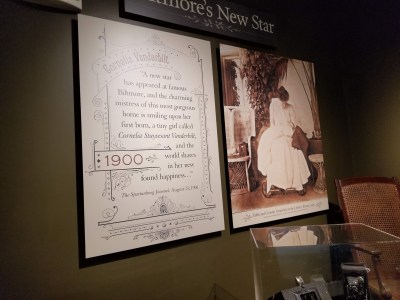 Biltmore's New Star
Cornelia Vanderbilt.
"A new star
has appeared at famous
Biltmore, and the charming
mistress of this most gorgeous
home is smiling upon her
first born, a tiny girl called
Cornelia Stuyvesant Vanderbilt,
1900
and the
world shares
in her new
found happiness..."
The Spartanburg Journal, August 23, 1900